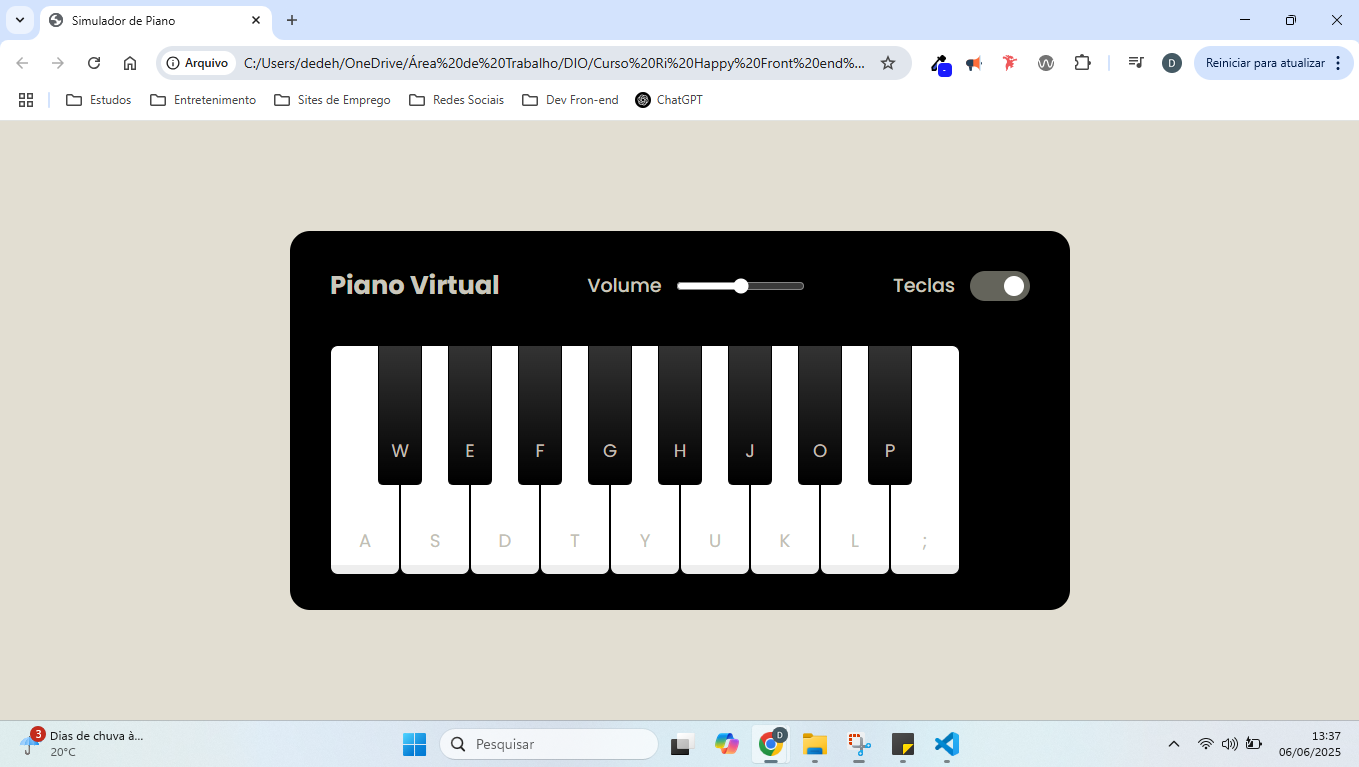 Simulador de Piano
Arquivo C:/Users/dedeh/OneDrive/Área%20de%20Trabalho/DIO/Curso%20Ri%20Happy%20Front%20end%...
D
Reiniciar para atualizar
Estudos Entretenimento Sites de Emprego Redes Sociais Dev Fron-end ChatGPT
Piano Virtual Volume Teclas
W E F G H J O P
A S D T Y U K L ;
3 Dias de chuva à...
20°C
Pesquisar
D
13:37
06/06/2025